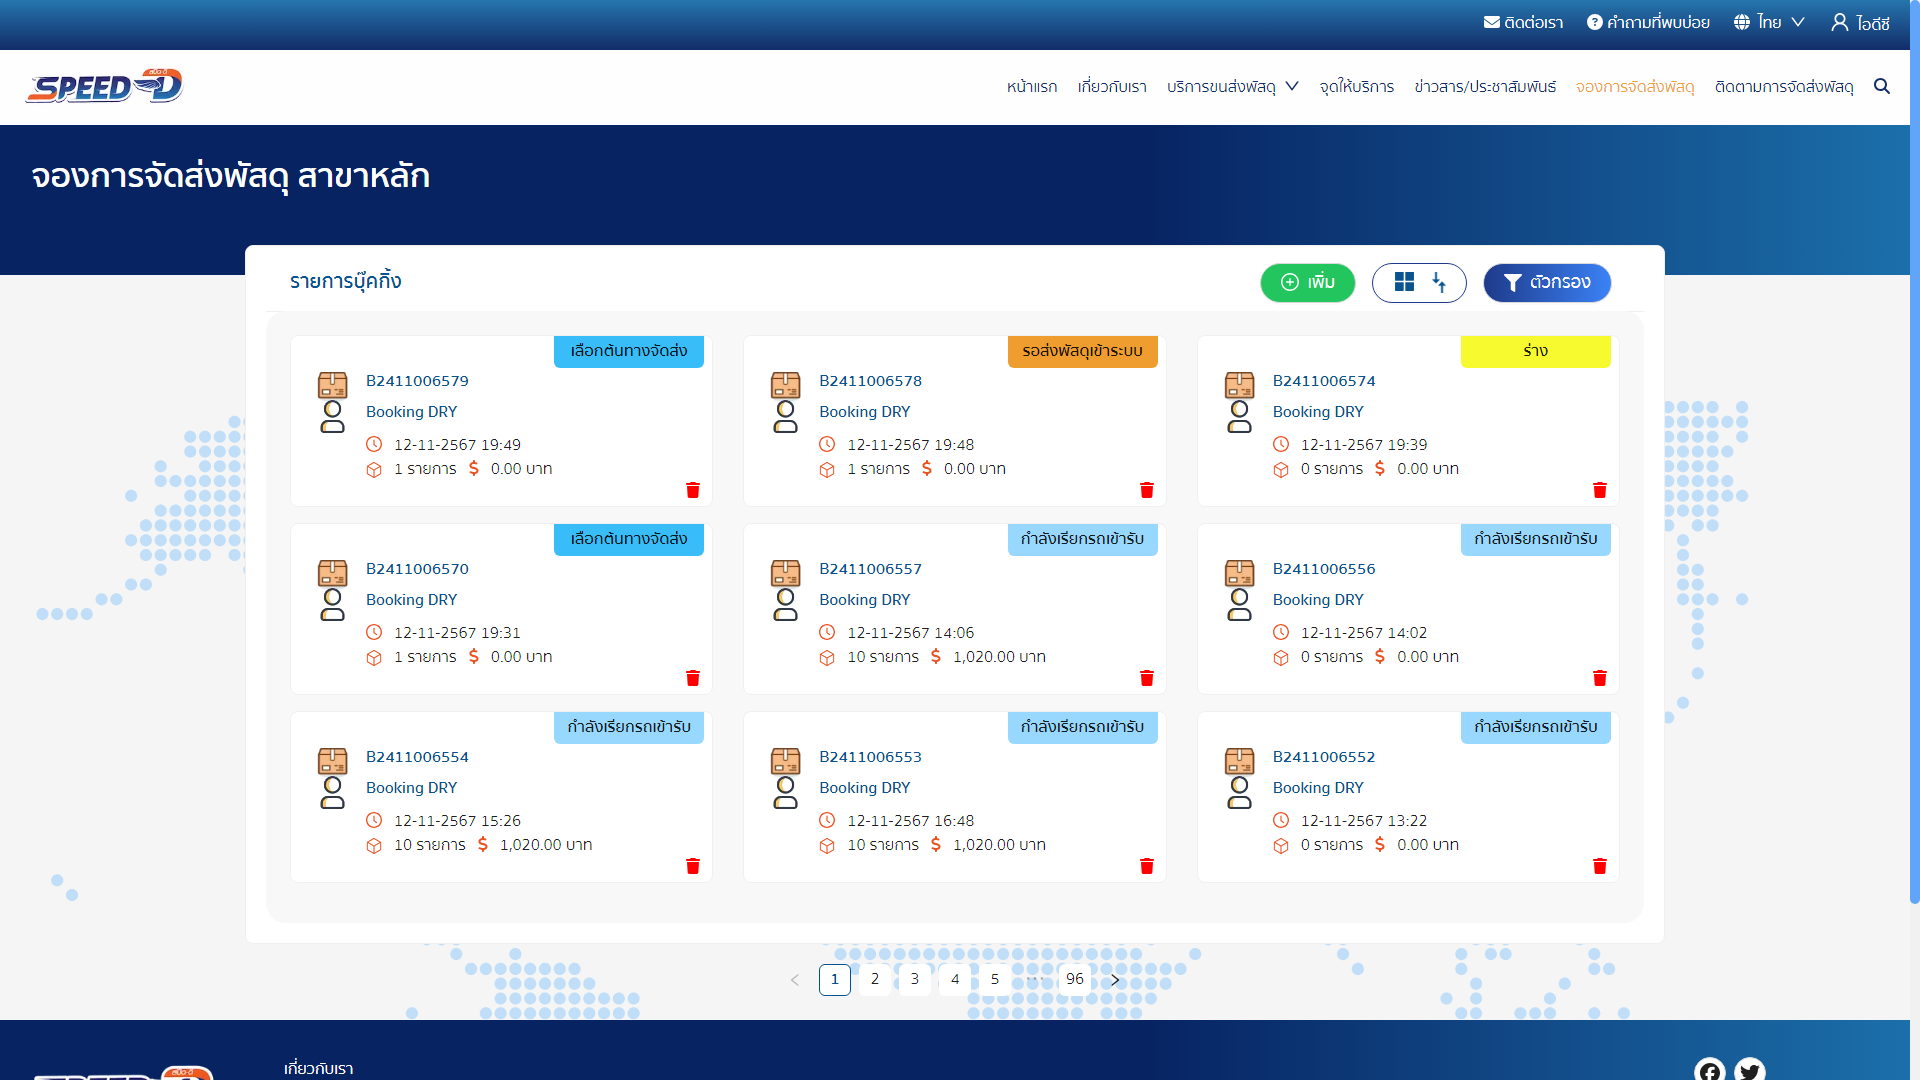 ติดต่อเรา คำถามที่พบบ่อย ไทย ไอดีซี
SPEED-D หน้าแรก เกี่ยวกับเรา บริการขนส่งพัสดุ จุดให้บริการ ข่าวสาร/ประชาสัมพันธ์ จองการจัดส่งพัสดุ ติดตามการจัดส่งพัสดุ
จองการจัดส่งพัสดุ สาขาหลัก
รายการบุ๊คกิ้ง เพิ่ม ตัวกรอง
เลือกต้นทางจัดส่ง
B2411006579
Booking DRY
12-11-2567 19:49
1 รายการ $ 0.00 บาท
รอส่งพัสดุเข้าระบบ
B2411006578
Booking DRY
12-11-2567 19:48
1 รายการ $ 0.00 บาท
ร่าง
B2411006574
Booking DRY
12-11-2567 19:39
0 รายการ $ 0.00 บาท
เลือกต้นทางจัดส่ง
B2411006570
Booking DRY
12-11-2567 19:31
1 รายการ $ 0.00 บาท
กำลังเรียกรถเข้ารับ
B2411006557
Booking DRY
12-11-2567 14:06
10 รายการ $ 1,020.00 บาท
กำลังเรียกรถเข้ารับ
B2411006556
Booking DRY
12-11-2567 14:02
0 รายการ $ 0.00 บาท
กำลังเรียกรถเข้ารับ
B2411006554
Booking DRY
12-11-2567 15:26
10 รายการ $ 1,020.00 บาท
กำลังเรียกรถเข้ารับ
B2411006553
Booking DRY
12-11-2567 16:48
10 รายการ $ 1,020.00 บาท
กำลังเรียกรถเข้ารับ
B2411006552
Booking DRY
12-11-2567 13:22
0 รายการ $ 0.00 บาท
< 1 2 3 4 5 ••• 96 >
เกี่ยวกับเรา